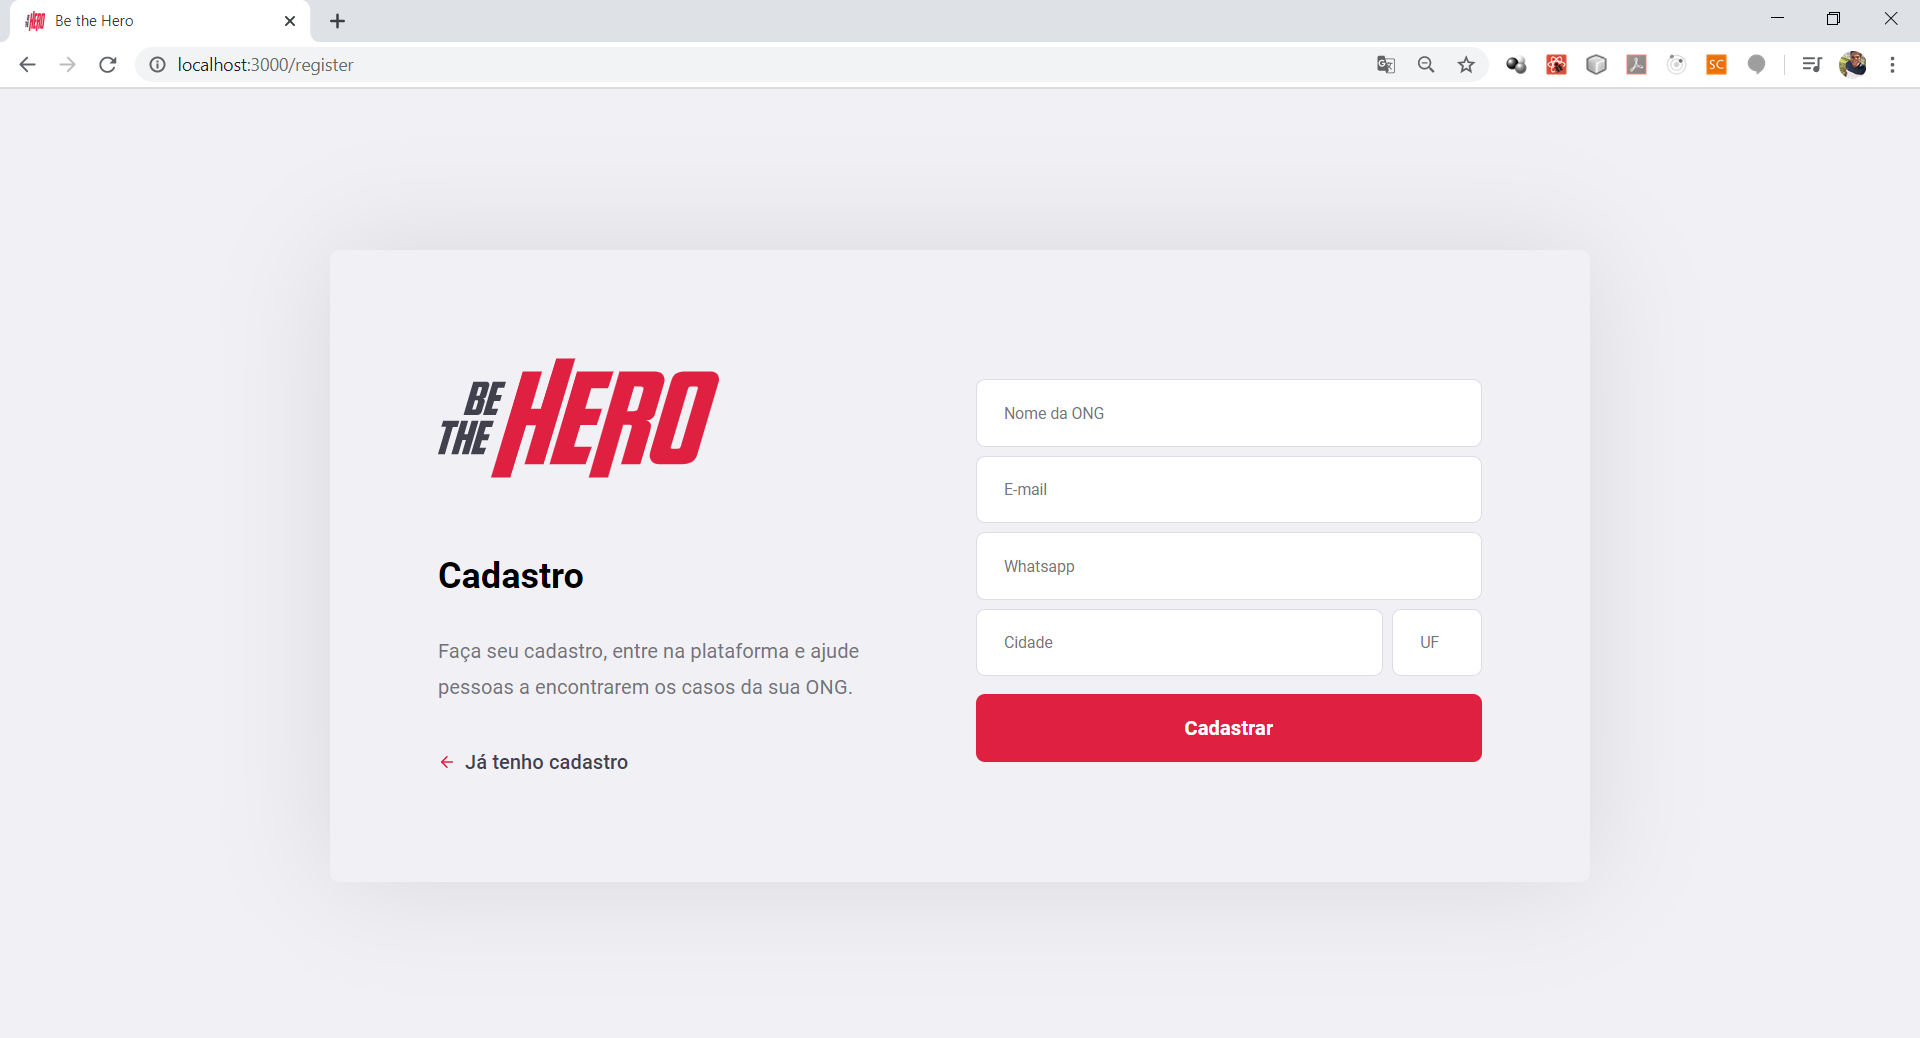 Be the Hero
localhost:3000/register
SC
BE
THE
HERO
Cadastro
Faça seu cadastro, entre na plataforma e ajude
pessoas a encontrarem os casos da sua ONG.
Já tenho cadastro
Nome da ONG
E-mail
Whatsapp
Cidade
UF
Cadastrar